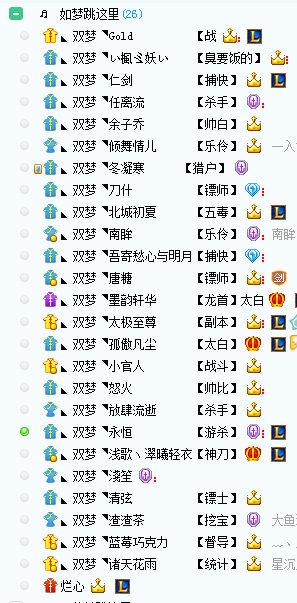 ♫ 如梦跳这里 (26)
双梦◥Gold 【战
双梦◥い楓彡妖い 【臭要饭的】
双梦◥仁剑 【捕快】
双梦◥任离流 【杀手】
双梦◥余子乔 【帅白】
双梦◥倾舞情儿 【乐伶】 一入
双梦◥冬凝寒 【猎户】
双梦◥刀什 【镖师】
双梦◥北城初夏 【五毒】
双梦◥南眸 【乐伶】 南眸
双梦◥吾寄愁心与明月【捕快】
双梦◥唐糖 【镖师】 剑
双梦◥墨韵轩华 【龙首】太白
双梦◥太极至尊 【副本】
双梦◥孤傲凡尘 【太白】
双梦◥小官人 【战斗】
双梦◥怒火 【帅比】
双梦◥放肆流逝 【杀手】
双梦◥永恒 【游杀】
双梦◥浅歌ヽ翠曦轻衣【神刀】
双梦◥淺笙
双梦◥清弦 【镖士】
双梦◥渣渣茶 【挖宝】 大鱼
双梦◥蓝莓巧克力 【督导】
双梦◥诸天花雨 【统计】 星沉
烂心